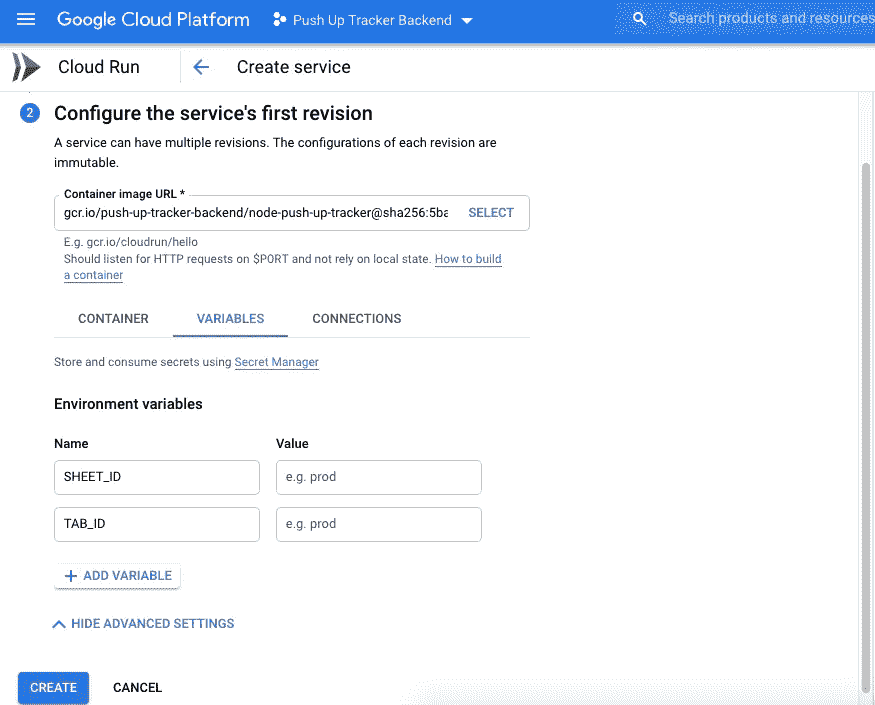 Google Cloud Platform
Push Up Tracker Backend
Search products and resources
Cloud Run
Create service
2
Configure the service's first revision
A service can have multiple revisions. The configurations of each revision are
immutable.
Container image URL *
gcr.io/push-up-tracker-backend/node-push-up-tracker@sha256:5ba
SELECT
E.g. gcr.io/cloudrun/hello
Should listen for HTTP requests on $PORT and not rely on local state. How to build
a container
CONTAINER
VARIABLES
CONNECTIONS
Store and consume secrets using Secret Manager
Environment variables
Name
Value
SHEET_ID
e.g. prod
TAB_ID
e.g. prod
ADD VARIABLE
HIDE ADVANCED SETTINGS
CREATE
CANCEL